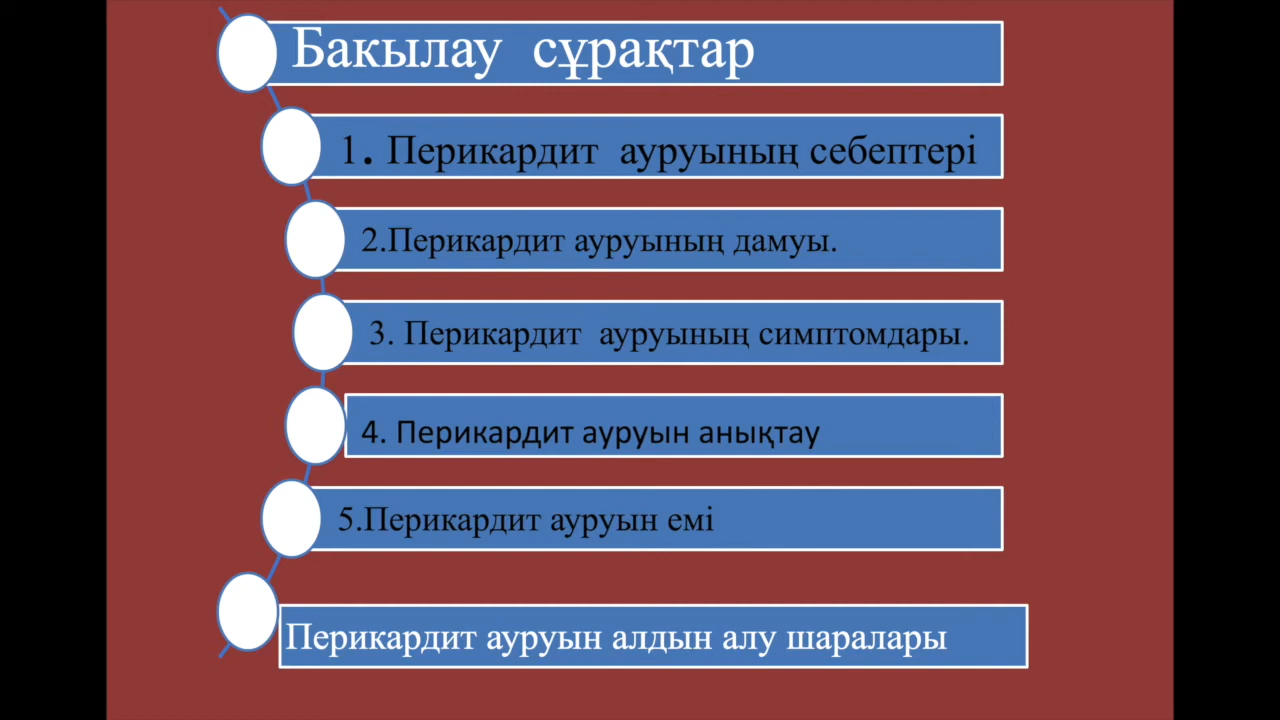 Бакылау  сұрақтар
1. Перикардит  ауруының себептері
2.Перикардит ауруының дамуы.
3. Перикардит  ауруының симптомдары.
4. Перикардит ауруын анықтау
5.Перикардит ауруын емі
Перикардит ауруын алдын алу шаралары